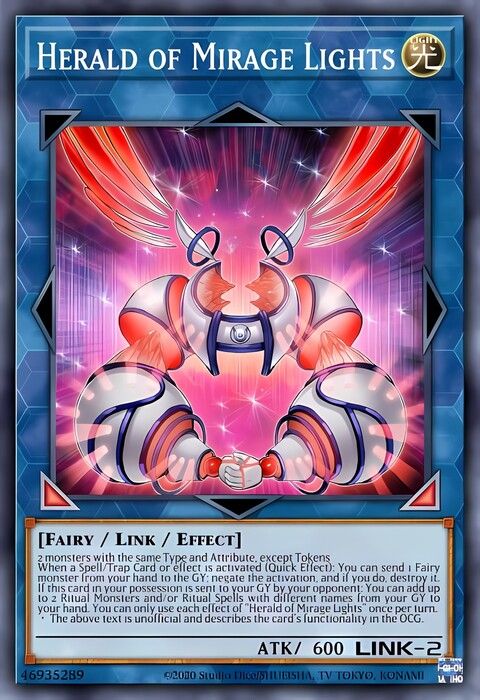 HERALD OF MIRAGE LIGHTS
LIGHT
光
[FAIRY / LINK / EFFECT]
2 monsters with the same Type and Attribute, except Tokens
When a Spell/Trap Card or effect is activated (Quick Effect): You can send 1 Fairy
monster from your hand to the GY; negate the activation, and if you do, destroy it.
If this card in your possession is sent to your GY by your opponent: You can add up
to 2 Ritual Monsters and/or Ritual Spells with different names from your GY to
your hand. You can only use each effect of "Herald of Mirage Lights" once per turn.
* The above text is unofficial and describes the card's functionality in the OCG.
ATK/ 600 LINK-2
46935289
©2020 Studio Dice/SHUEISHA, TV TOKYO, KONAMI